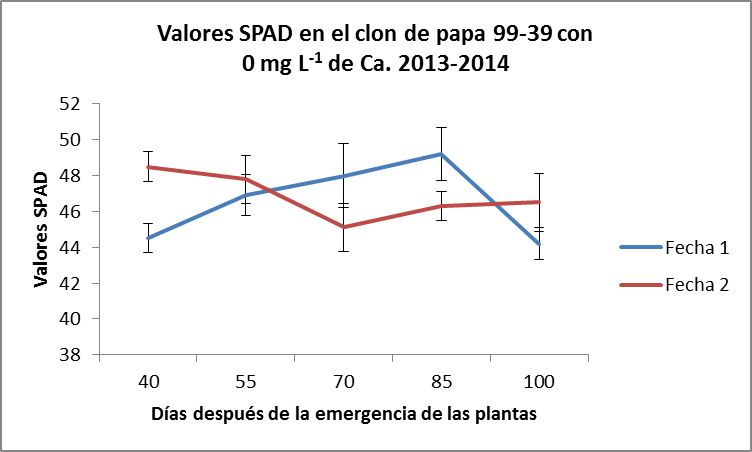 Valores SPAD en el clon de papa 99-39 con
0 mg L-1 de Ca. 2013-2014
52
50
48
46
44
42
40
38
Valores SPAD
40 55 70 85 100
Días después de la emergencia de las plantas
Fecha 1
Fecha 2